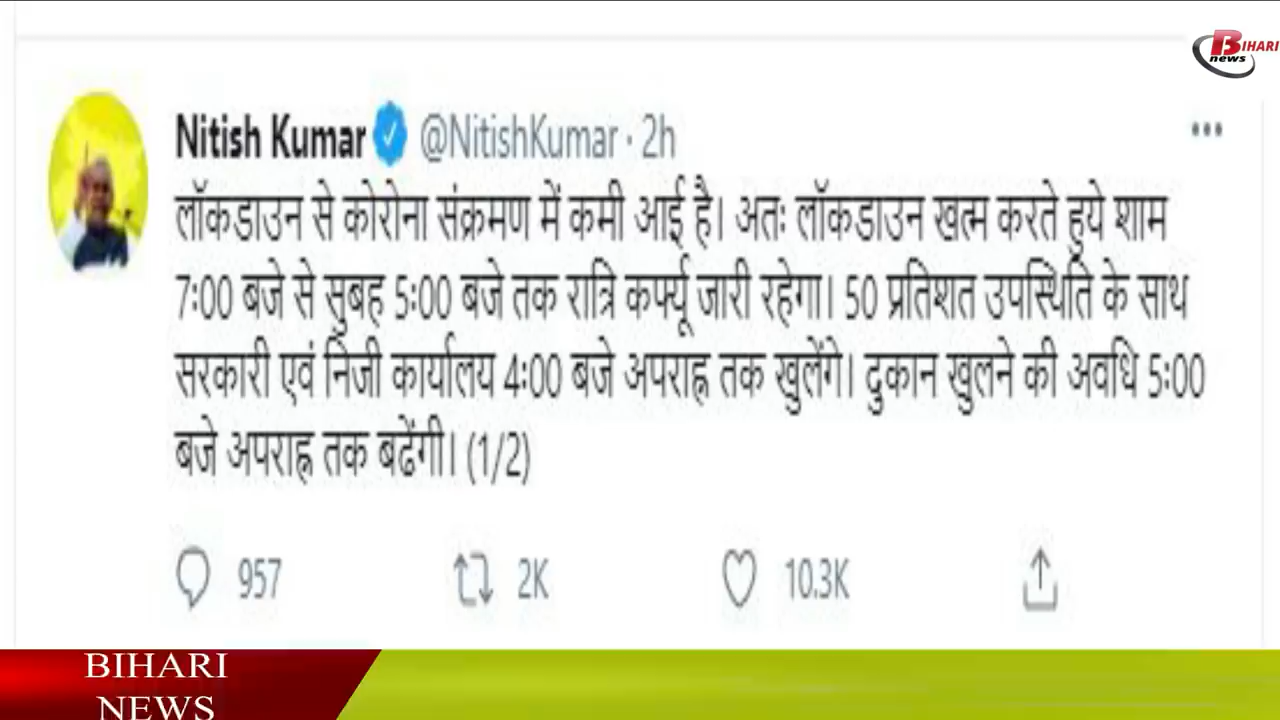 BIHARI
news
Nitish Kumar @NitishKumar · 2h
लॉकडाउन से कोरोना संक्रमण में कमी आई है। अतः लॉकडाउन खत्म करते हुये शाम
7:00 बजे से सुबह 5:00 बजे तक रात्रि कर्फ्यू जारी रहेगा। 50 प्रतिशत उपस्थिति के साथ
सरकारी एवं निजी कार्यालय 4:00 बजे अपराह्न तक खुलेंगे। दुकान खुलने की अवधि 5:00
बजे अपराह्न तक बढेंगी। (1/2)
957 2K 10.3K
BIHARI
NEWS